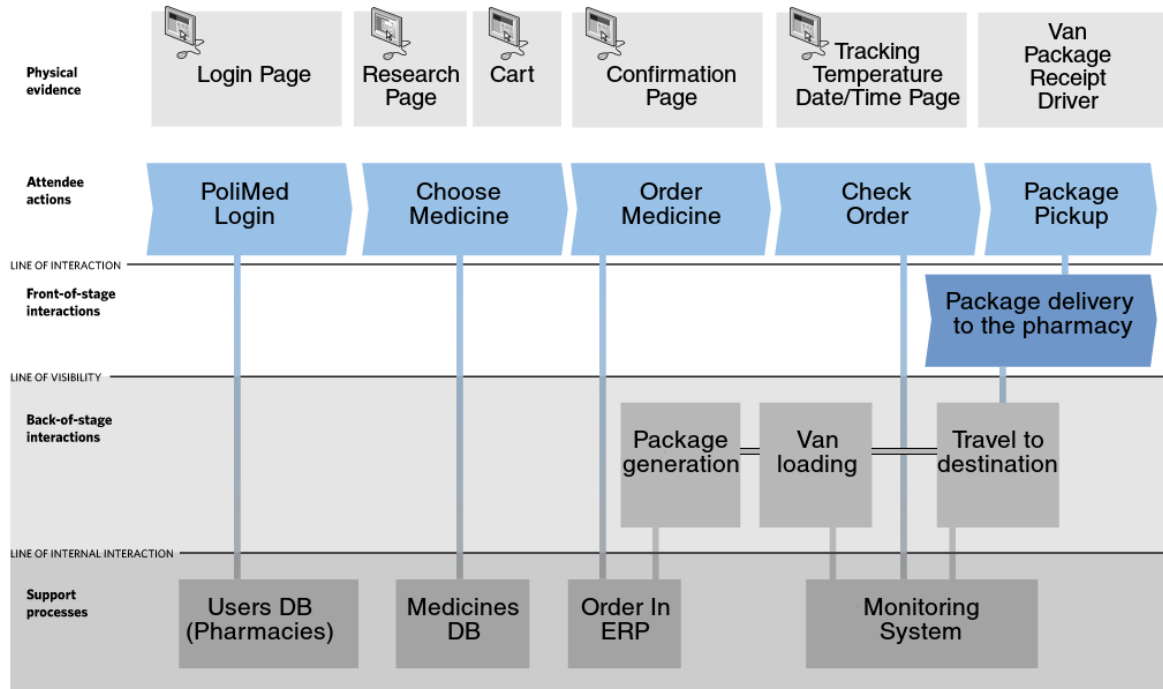 Physical
evidence
Login Page
Research
Page
Cart
Confirmation
Page
Tracking
Temperature
Date/Time Page
Van
Package
Receipt
Driver
Attendee
actions
PoliMed
Login
Choose
Medicine
Order
Medicine
Check
Order
Package
Pickup
LINE OF INTERACTION
Front-of-stage
interactions
Package delivery
to the pharmacy
LINE OF VISIBILITY
Back-of-stage
interactions
Package
generation
Van
loading
Travel to
destination
LINE OF INTERNAL INTERACTION
Support
processes
Users DB
(Pharmacies)
Medicines
DB
Order In
ERP
Monitoring
System